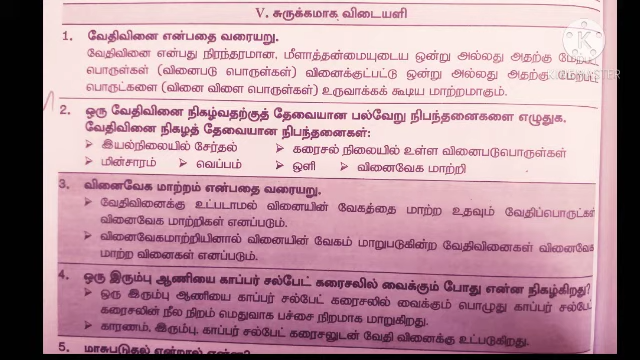 V. சுருக்கமாக விடையளி
1. வேதிவினை என்பதை வரையறு.
வேதிவினை என்பது நிரந்தரமான, மீளாத்தன்மையுடைய ஒன்று அல்லது அதற்கு மேற்பட்ட
பொருள்கள் (வினைபடு பொருள்கள்) வினைக்குட்பட்டு ஒன்று அல்லது அதற்கு
பொருட்களை (வினை விளை பொருள்கள்) உருவாக்கக் கூடிய மாற்றமாகும்.
2. ஒரு வேதிவினை நிகழ்வதற்குத் தேவையான பல்வேறு நிபந்தனைகளை எழுதுக.
வேதிவினை நிகழத் தேவையான நிபந்தனைகள்:
➢ இயல்நிலையில் சேர்தல் ➢ கரைசல் நிலையில் உள்ள வினைபடுபொருள்கள்
➢ மின்சாரம் ➢ வெப்பம் ➢ ஒளி ➢ வினைவேக மாற்றி
3. வினைவேக மாற்றம் என்பதை வரையறு.
➢ வேதிவினைக்கு உட்படாமல் வினையின் வேகத்தை மாற்ற உதவும் வேதிப்பொருட்கள்
வினைவேக மாற்றிகள் எனப்படும்.
➢ வினைவேகமாற்றியினால் வினையின் வேகம் மாறுபடுகின்ற வேதிவினைகள் வினைவேக
மாற்ற வினைகள் எனப்படும்.
4. ஒரு இரும்பு ஆணியை காப்பர் சல்பேட் கரைசலில் வைக்கும் போது என்ன நிகழ்கிறது?
➢ ஒரு இரும்பு ஆணியை காப்பர் சல்பேட் கரைசலில் வைக்கும் பொழுது காப்பர் சல்பேட்
கரைசலின் நீல நிறம் மெதுவாக பச்சை நிறமாக மாறுகிறது.
➢ காரணம், இரும்பு, காப்பர் சல்பேட் கரைசலுடன் வேதி வினைக்கு உட்படுகிறது.
5. மாசுபடுதல் என்றால் என்ன?